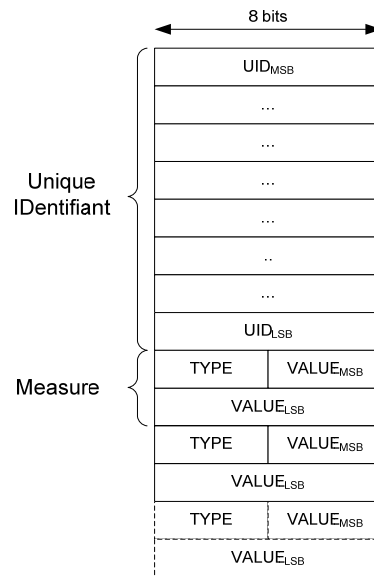 8 bits
UIDMSB
...
...
...
...
..
...
UIDLSB
Unique
IDentifiant
Measure
TYPE VALUEMSB
VALUELSB
TYPE VALUEMSB
VALUELSB
TYPE VALUEMSB
VALUELSB